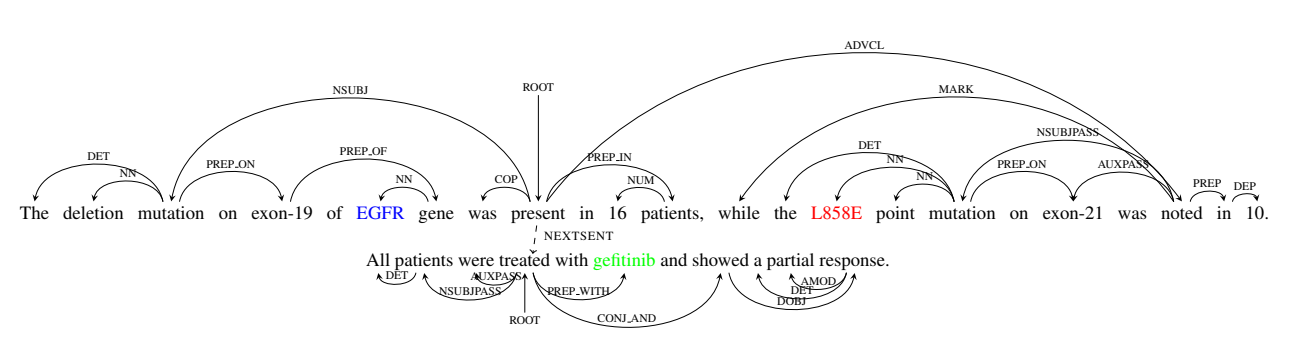 ADVCL
ROOT
NSUBJ MARK
NSUBJPASS
DET PREP_ON PREP_OF PREP_IN DET PREP_ON AUXPASS
NN NN COP NUM NN NN PREP DEP
The deletion mutation on exon-19 of EGFR gene was present in 16 patients, while the L858E point mutation on exon-21 was noted in 10.
NEXTSENT
All patients were treated with gefitinib and showed a partial response.
DET AUXPASS AMOD
NSUBJPASS PREP_WITH DET
DOBJ
ROOT CONJ_AND